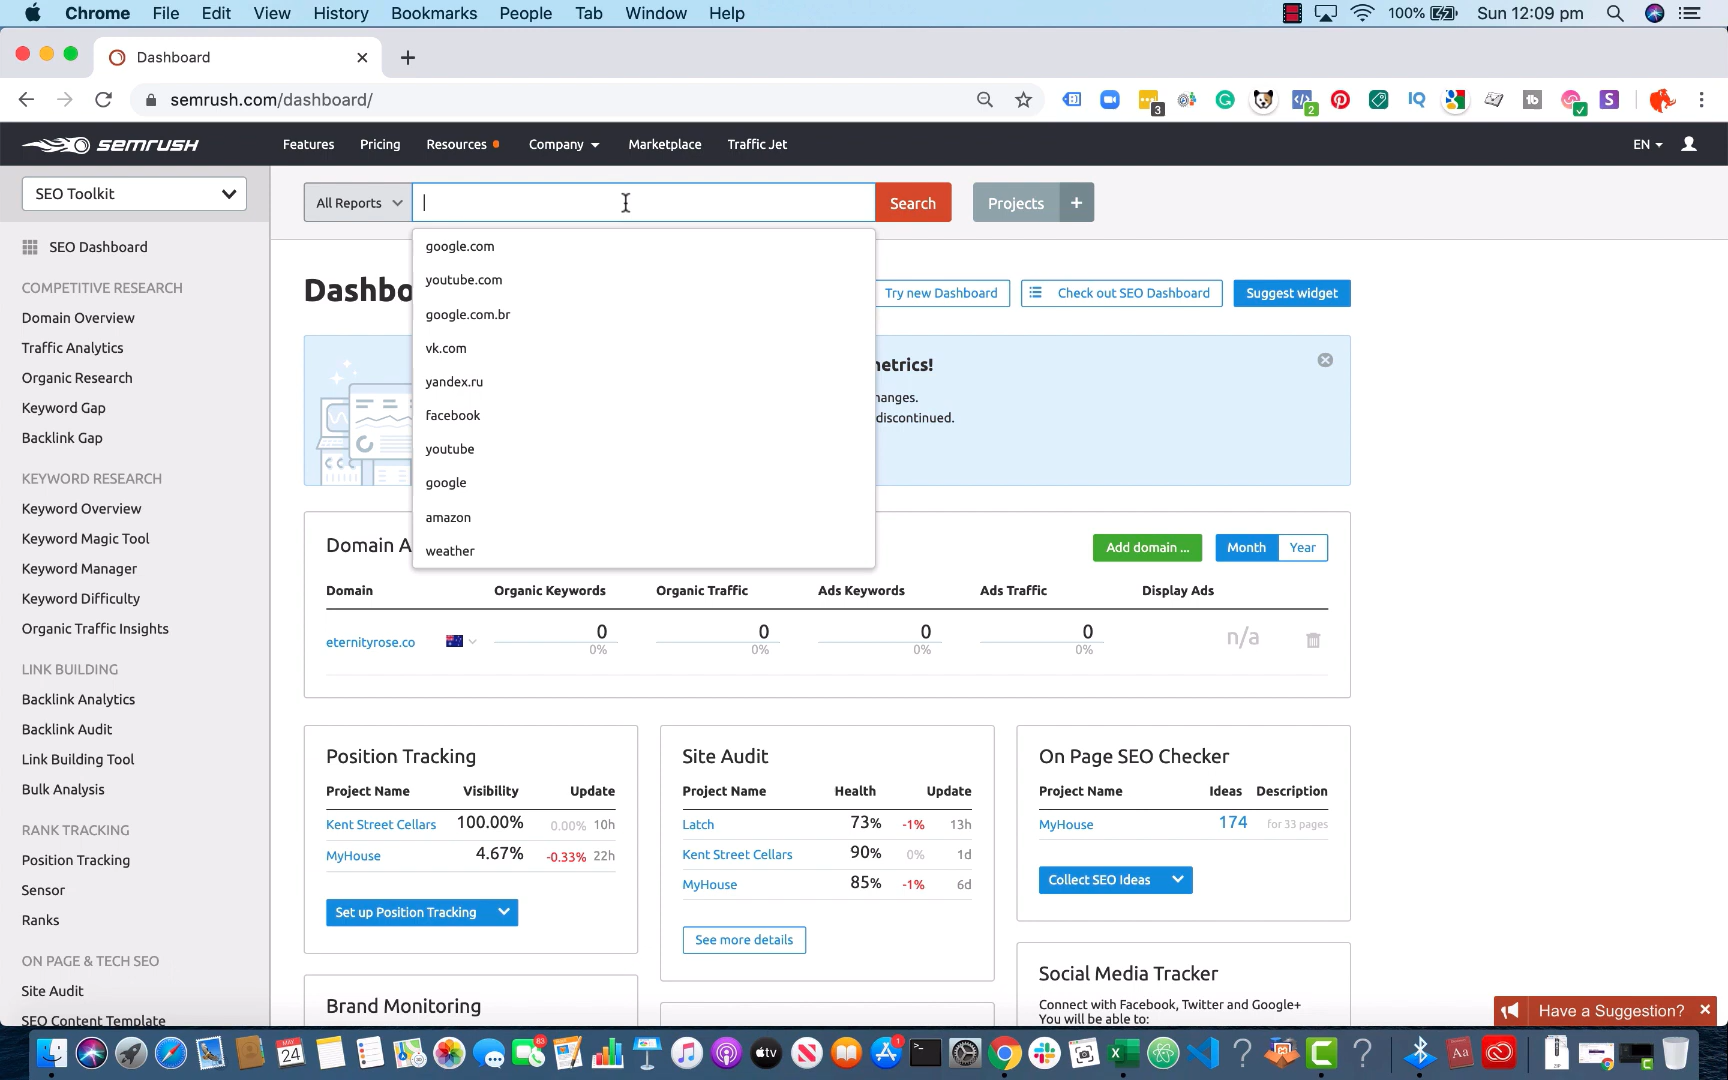 Chrome File Edit View History Bookmarks People Tab Window Help
100% Sun 12:09 pm
Dashboard
semrush.com/dashboard/
3 2 IQ tb S
SEMRUSH Features Pricing Resources Company Marketplace Traffic Jet EN
SEO Toolkit
All Reports Search Projects +
google.com
youtube.com
google.com.br
vk.com
yandex.ru
facebook
youtube
google
amazon
weather
SEO Dashboard
COMPETITIVE RESEARCH
Domain Overview
Traffic Analytics
Organic Research
Keyword Gap
Backlink Gap
KEYWORD RESEARCH
Keyword Overview
Keyword Magic Tool
Keyword Manager
Keyword Difficulty
Organic Traffic Insights
LINK BUILDING
Backlink Analytics
Backlink Audit
Link Building Tool
Bulk Analysis
RANK TRACKING
Position Tracking
Sensor
Ranks
ON PAGE & TECH SEO
Site Audit
SEO Content Template
Dashbo
Try new Dashboard Check out SEO Dashboard Suggest widget
etrics!
anges.
discontinued.
Domain A
Add domain ... Month Year
Domain Organic Keywords Organic Traffic Ads Keywords Ads Traffic Display Ads
eternityrose.co 0 0 0 0 n/a
0% 0% 0% 0%
Position Tracking
Project Name Visibility Update
Kent Street Cellars 100.00% 0.00% 10h
MyHouse 4.67% -0.33% 22h
Set up Position Tracking
Site Audit
Project Name Health Update
Latch 73% -1% 13h
Kent Street Cellars 90% 0% 1d
MyHouse 85% -1% 6d
See more details
On Page SEO Checker
Project Name Ideas Description
MyHouse 174 for 33 pages
Collect SEO Ideas
Brand Monitoring
Social Media Tracker
Connect with Facebook, Twitter and Google+
You will be able to:
Have a Suggestion?
MAY
24
83
tv
1
Aa
ZIP